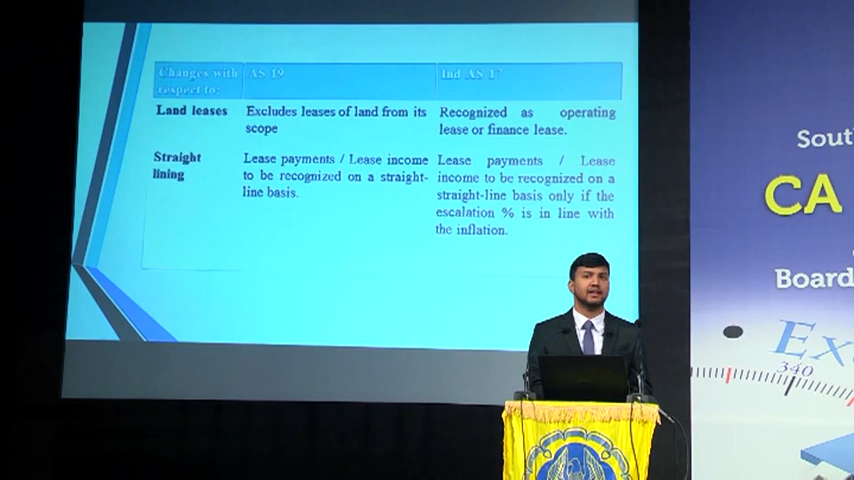 Changes with respect to:
AS 19
Ind AS 17
Land leases
Excludes leases of land from its
scope
Recognized as operating
lease or finance lease.
Straight
lining
Lease payments / Lease income
to be recognized on a straight-
line basis.
Lease payments / Lease
income to be recognized on a
straight-line basis only if the
escalation % is in line with
the inflation.
Sout
CA
Board
Ex
340